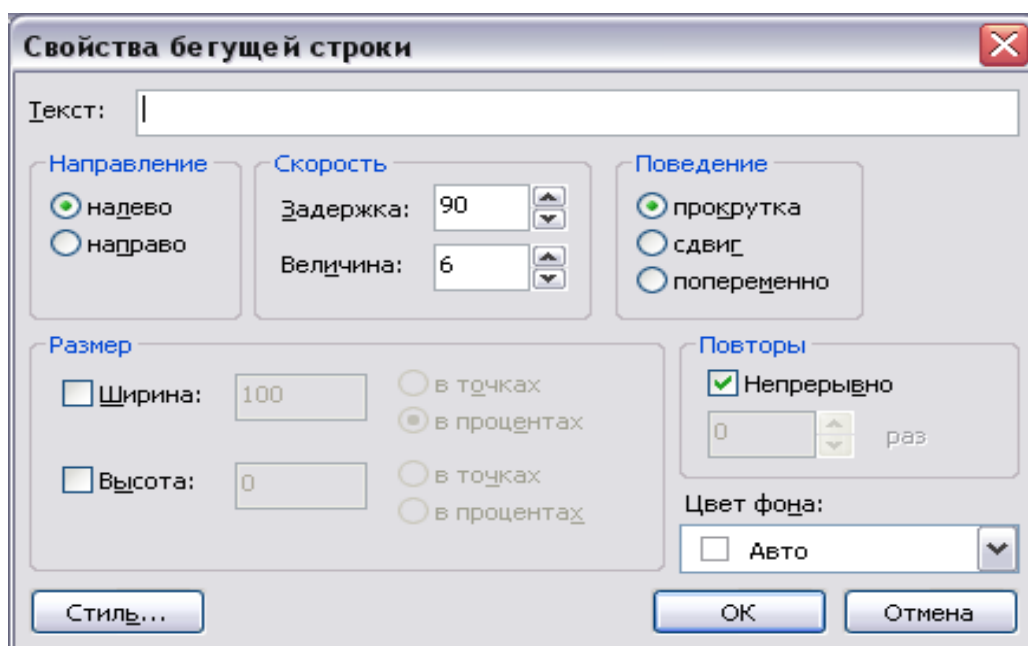 Свойства бегущей строки
Текст:
Направление
налево
направо
Скорость
Задержка: 90
Величина: 6
Поведение
прокрутка
сдвиг
попеременно
Размер
Ширина: 100
в точках
в процентах
Высота: 0
в точках
в процентах
Повторы
Непрерывно
0 раз
Цвет фона:
Авто
Стиль...
ОК
Отмена